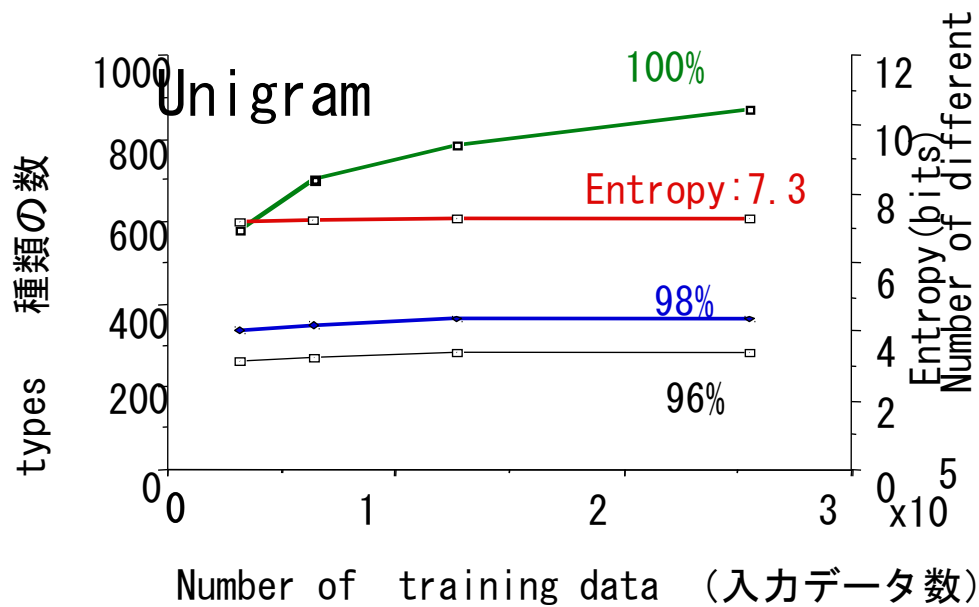 Unigram
100%
Entropy:7.3
98%
96%
1000
800
600
400
200
0
types 種類の数
12
10
8
6
4
2
0
Entropy(bits)
Number of different
0 1 2 3 x10 5
Number of training data (入力データ数)